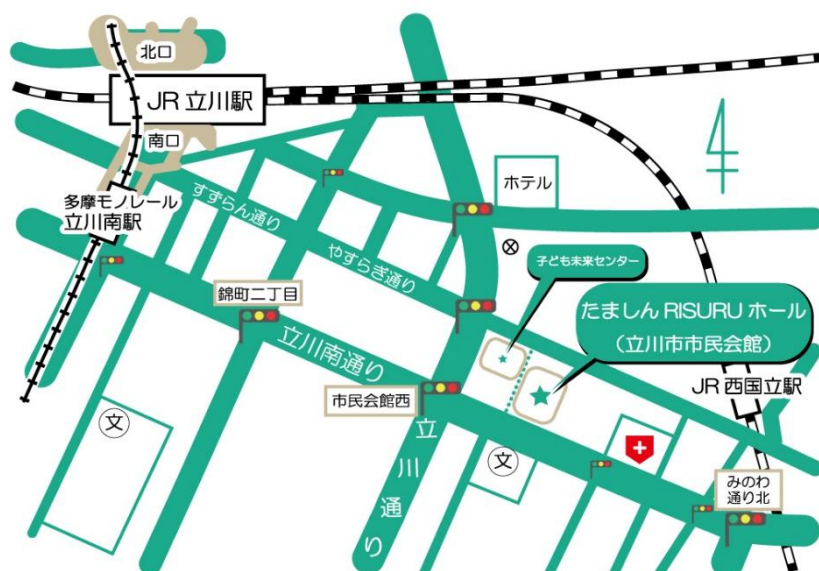 北口
JR 立川駅
南口
多摩モノレール
立川南駅
すずらん通り
やすらぎ通り
ホテル
子ども未来センター
錦町二丁目
立川南通り
たましん RISURU ホール
（立川市市民会館）
市民会館西
JR 西国立駅
立川通り
文
文
みのわ
通り北